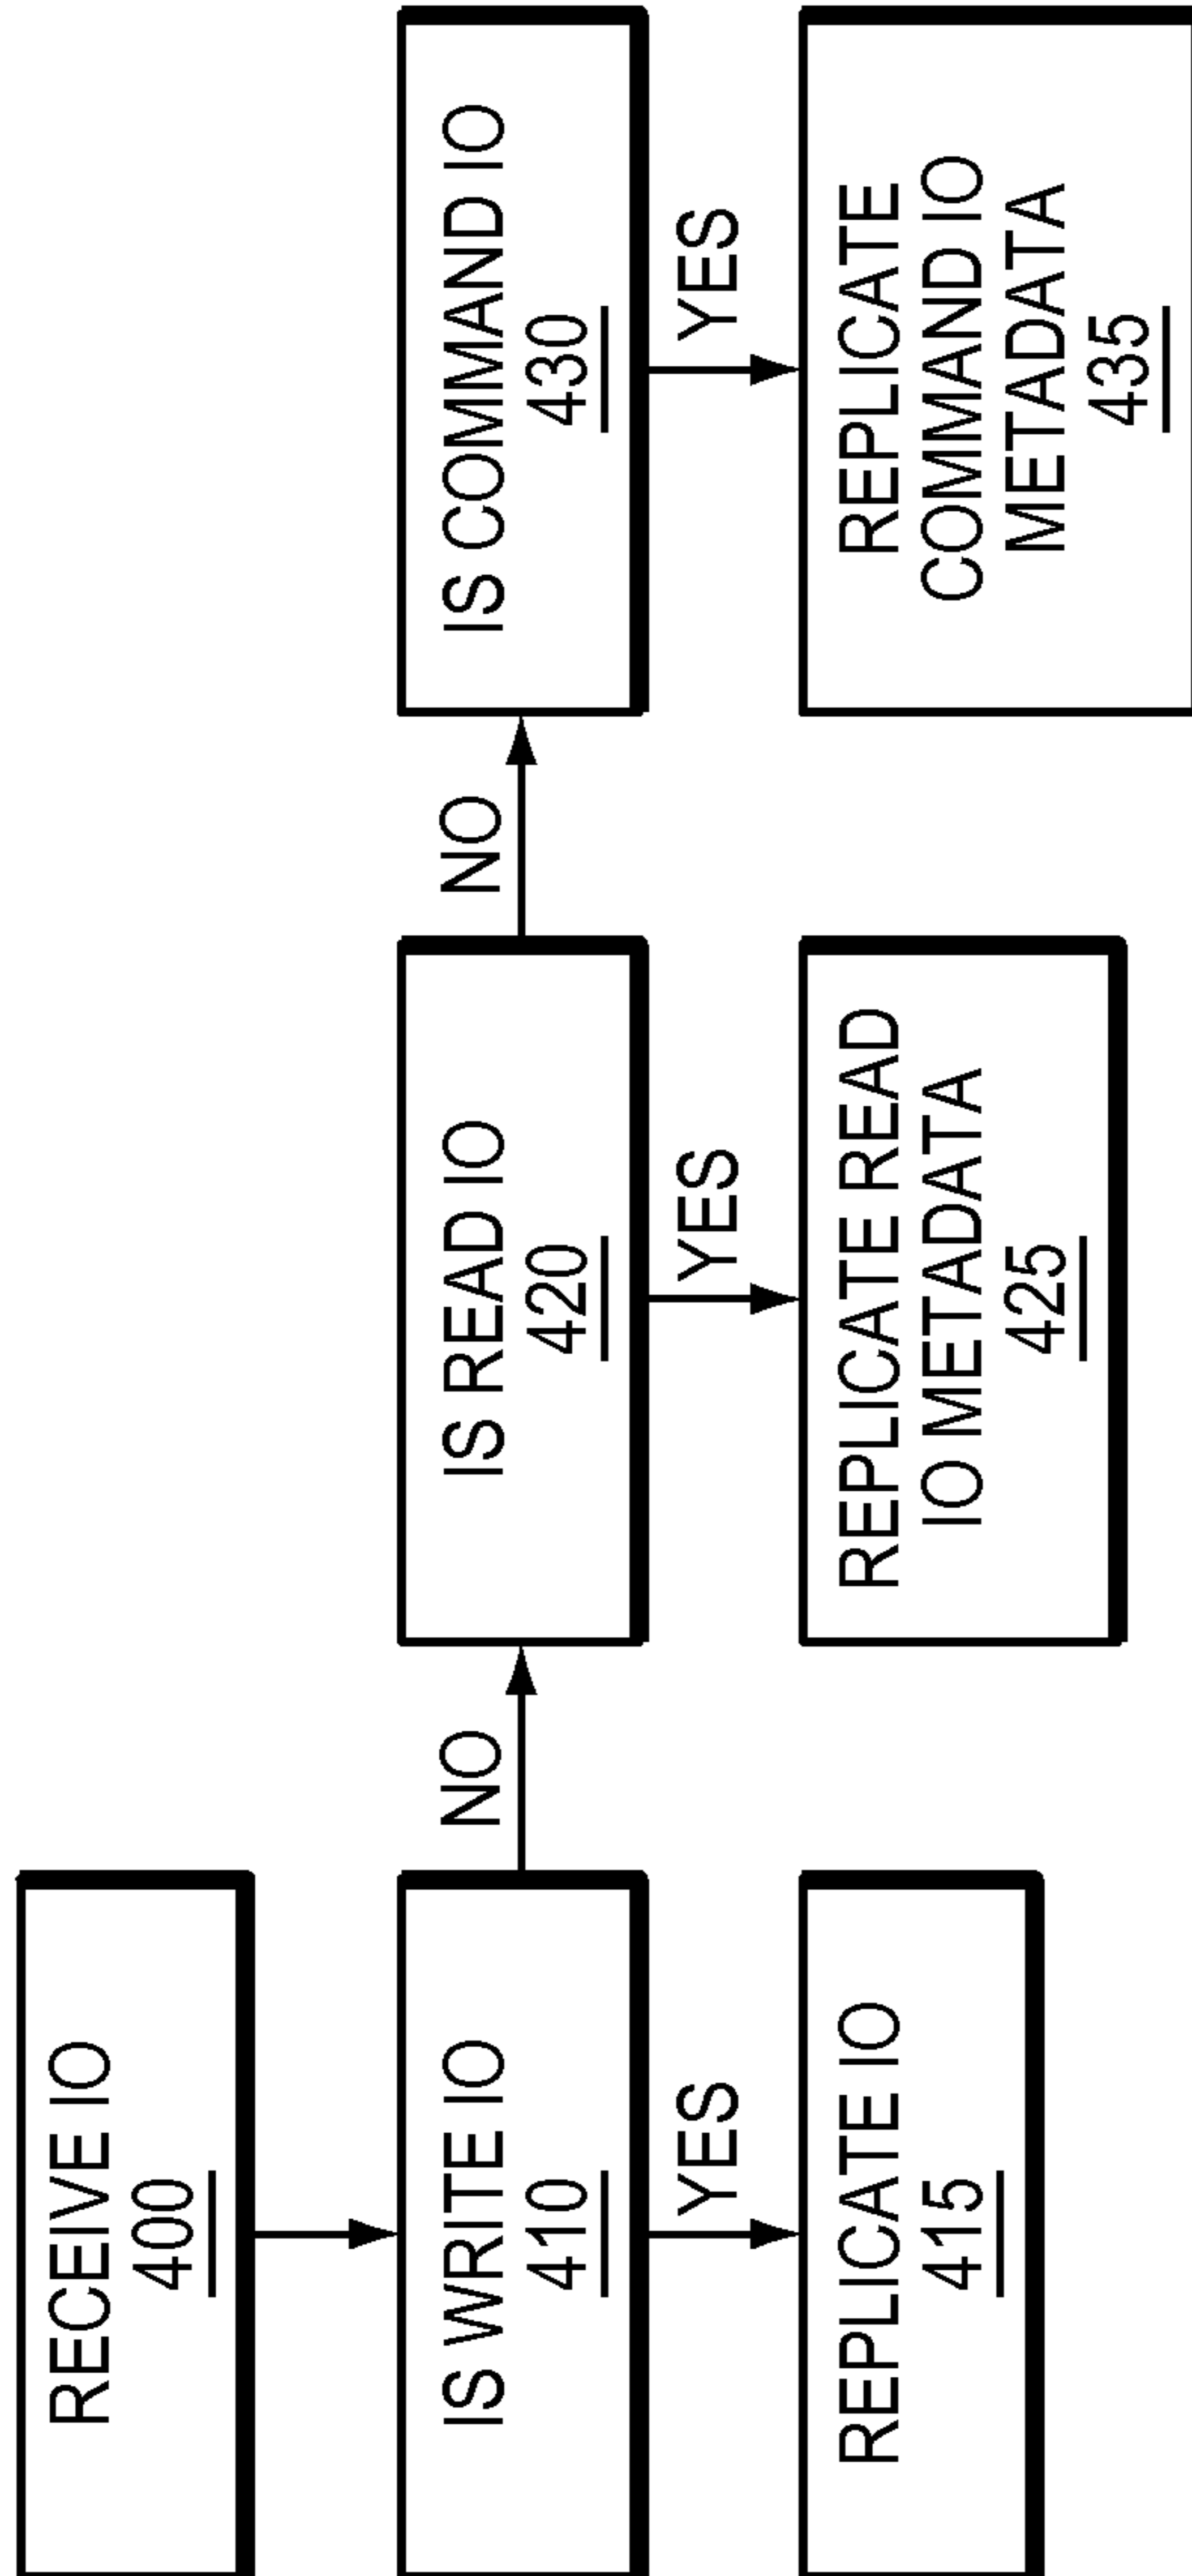 RECEIVE IO
400
IS WRITE IO
410
NO
IS READ IO
420
NO
IS COMMAND IO
430
YES
YES
YES
REPLICATE IO
415
REPLICATE READ
IO METADATA
425
REPLICATE
COMMAND IO
METADATA
435